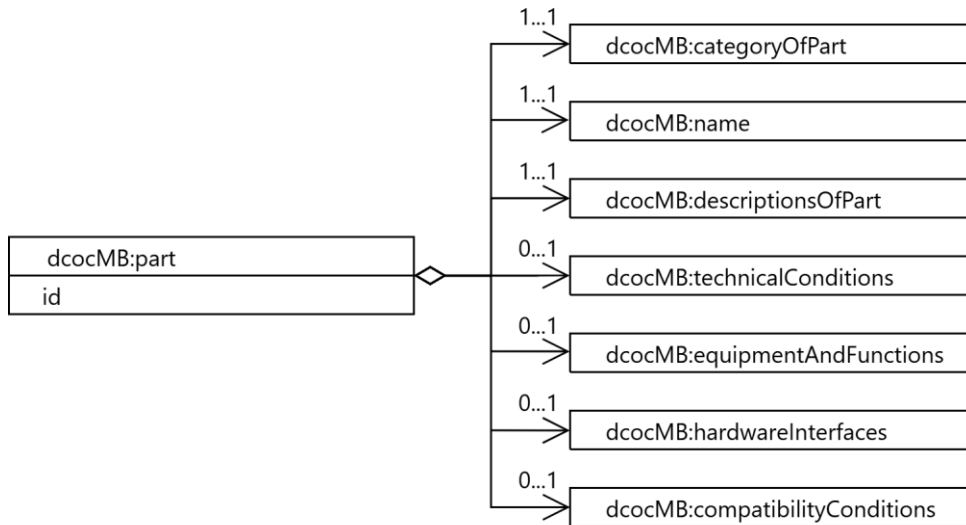 1...1
dcocMB:categoryOfPart
1...1
dcocMB:name
1...1
dcocMB:descriptionsOfPart
dcocMB:part
id
0...1
dcocMB:technicalConditions
0...1
dcocMB:equipmentAndFunctions
0...1
dcocMB:hardwareInterfaces
0...1
dcocMB:compatibilityConditions